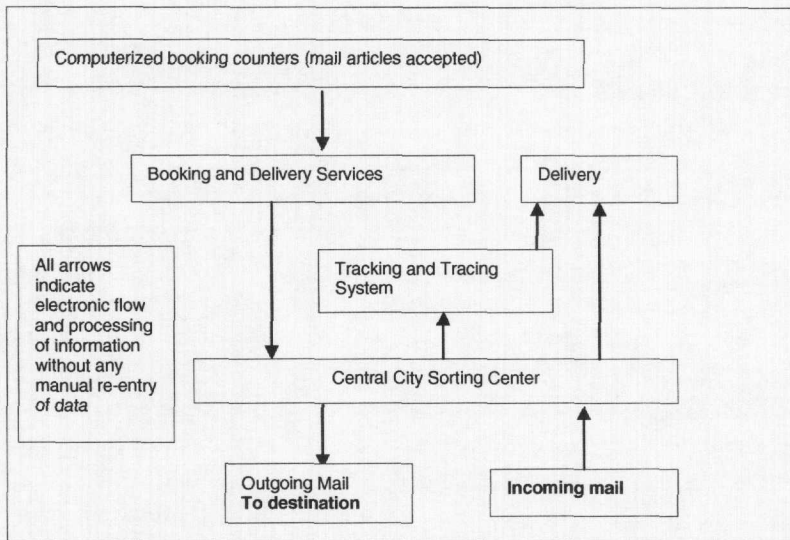 Computerized booking counters (mail articles accepted)
Booking and Delivery Services
Delivery
All arrows
indicate
electronic flow
and processing
of information
without any
manual re-entry
of data
Tracking and Tracing
System
Central City Sorting Center
Outgoing Mail
To destination
Incoming mail